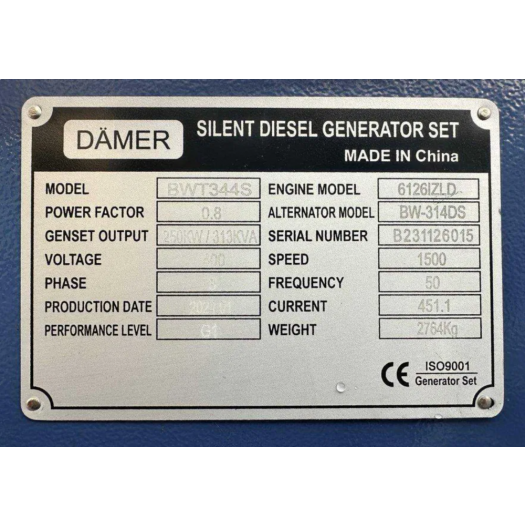 DÄMER SILENT DIESEL GENERATOR SET
MADE IN China
MODEL BWT344S ENGINE MODEL 6126IZLD
POWER FACTOR 0.8 ALTERNATOR MODEL BW-314DS
GENSET OUTPUT 250KW / 313KVA SERIAL NUMBER B231126015
VOLTAGE SPEED 1500
PHASE FREQUENCY 50
PRODUCTION DATE CURRENT 451.1
PERFORMANCE LEVEL G1 WEIGHT 2764Kg
CE ISO9001
Generator Set